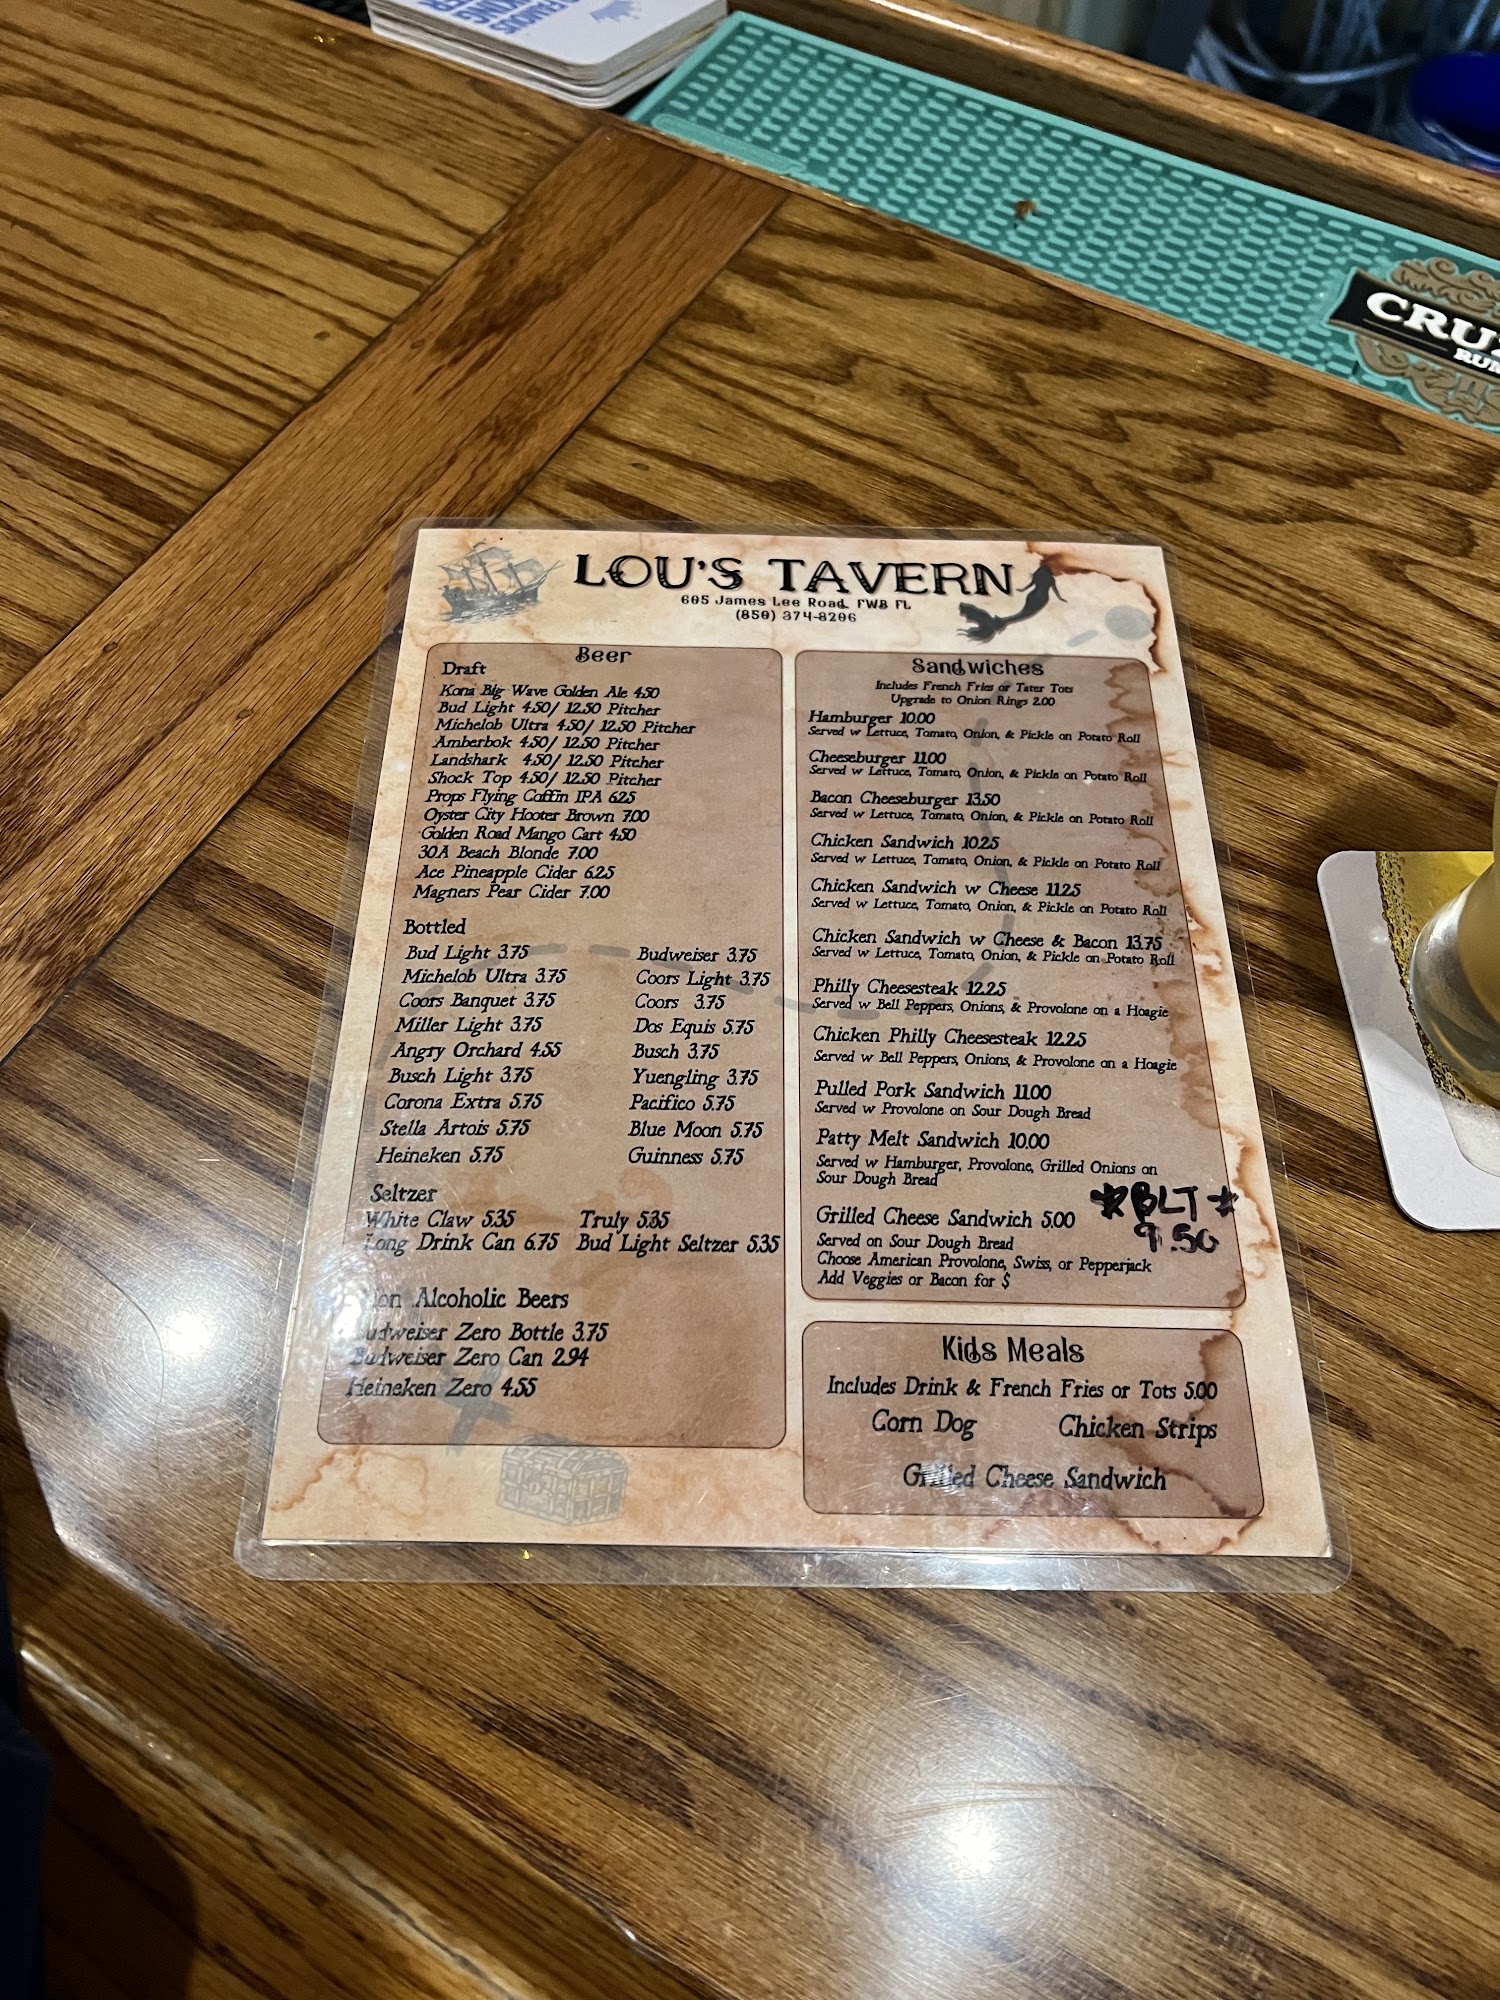 FAMOUS
KING
LOU'S TAVERN
605 James Lee Road, FWB FL
(850) 374-8206
Beer
Draft
Kona Big Wave Golden Ale 4.50
Bud Light 4.50/ 12.50 Pitcher
Michelob Ultra 4.50/ 12.50 Pitcher
Amberbok 4.50/ 12.50 Pitcher
Landshark 4.50/ 12.50 Pitcher
Shock Top 4.50/ 12.50 Pitcher
Props Flying Coffin IPA 6.25
Oyster City Hooter Brown 7.00
Golden Road Mango Cart 4.50
30A Beach Blonde 7.00
Ace Pineapple Cider 6.25
Magners Pear Cider 7.00
Bottled
Bud Light 3.75 Budweiser 3.75
Michelob Ultra 3.75 Coors Light 3.75
Coors Banquet 3.75 Coors 3.75
Miller Light 3.75 Dos Equis 5.75
Angry Orchard 4.55 Busch 3.75
Busch Light 3.75 Yuengling 3.75
Corona Extra 5.75 Pacifico 5.75
Stella Artois 5.75 Blue Moon 5.75
Heineken 5.75 Guinness 5.75
Seltzer
White Claw 5.35 Truly 5.35
Long Drink Can 6.75 Bud Light Seltzer 5.35
Non Alcoholic Beers
Budweiser Zero Bottle 3.75
Budweiser Zero Can 2.94
Heineken Zero 4.55
Sandwiches
Includes French Fries or Tater Tots
Upgrade to Onion Rings 2.00
Hamburger 10.00
Served w Lettuce, Tomato, Onion, & Pickle on Potato Roll
Cheeseburger 11.00
Served w Lettuce, Tomato, Onion, & Pickle on Potato Roll
Bacon Cheeseburger 13.50
Served w Lettuce, Tomato, Onion, & Pickle on Potato Roll
Chicken Sandwich 10.25
Served w Lettuce, Tomato, Onion, & Pickle on Potato Roll
Chicken Sandwich w Cheese 11.25
Served w Lettuce, Tomato, Onion, & Pickle on Potato Roll
Chicken Sandwich w Cheese & Bacon 13.75
Served w Lettuce, Tomato, Onion, & Pickle on Potato Roll
Philly Cheesesteak 12.25
Served w Bell Peppers, Onions, & Provolone on a Hoagie
Chicken Philly Cheesesteak 12.25
Served w Bell Peppers, Onions, & Provolone on a Hoagie
Pulled Pork Sandwich 11.00
Served w Provolone on Sour Dough Bread
Patty Melt Sandwich 10.00
Served w Hamburger, Provolone, Grilled Onions on
Sour Dough Bread
*BLT*
9.50
Grilled Cheese Sandwich 5.00
Served on Sour Dough Bread
Choose American Provolone, Swiss, or Pepperjack
Add Veggies or Bacon for $
Kids Meals
Includes Drink & French Fries or Tots 5.00
Corn Dog Chicken Strips
Grilled Cheese Sandwich
RUM